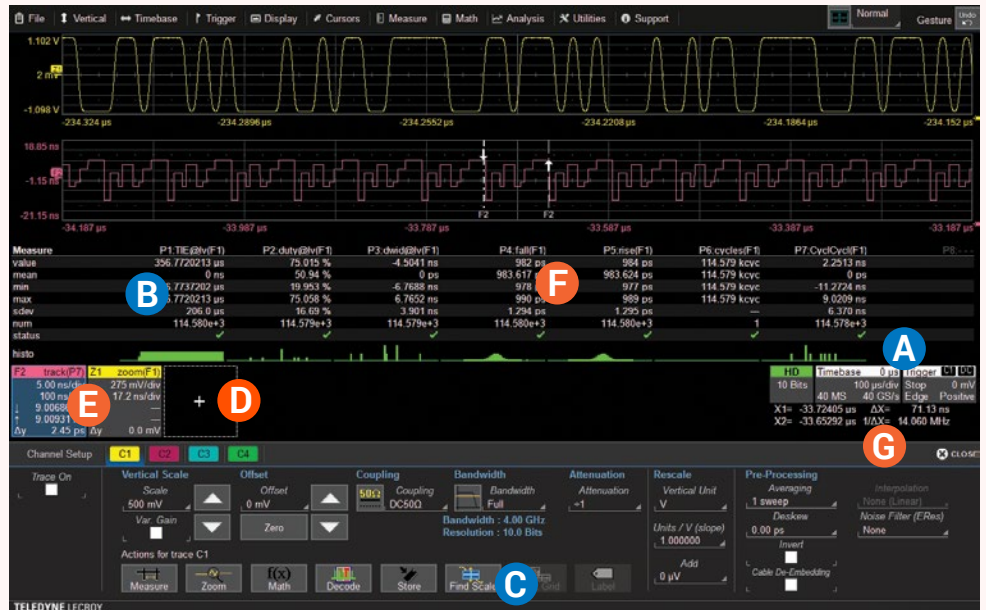 File Vertical Timebase Trigger Display Cursors Measure Math Analysis Utilities Support Normal Gesture Undo
1.102 V
2 mV
Z1
-1.098 V
-234.324 µs -234.2896 µs -234.2552 µs -234.2208 µs -234.1864 µs -234.152 µs
18.85 ns
-1.15 ns
-21.15 ns
F2 F2
-34.187 µs -33.987 µs -33.787 µs -33.587 µs -33.387 µs -33.187 µs
Measure P1:TIE@lv(F1) P2:duty@lv(F1) P3:dwid@lv(F1) P4:fall(F1) P5:rise(F1) P6:cycles(F1) P7:CyclCycl(F1) P8:- - -
value 356.7720213 µs 75.015 % -4.5041 ns 982 ps 984 ps 114.579 kcyc 2.2513 ns
mean 0 ns 50.94 % 0 ps 983.617 ps 983.624 ps 114.579 kcyc 0 ps
min 6.7737202 µs 19.953 % -6.7688 ns 978 977 ps 114.579 kcyc -11.2724 ns
max 6.7720213 µs 75.058 % 6.7652 ns 990 ps 989 ps 114.579 kcyc 9.0209 ns
sdev 206.0 µs 16.69 % 3.901 ns 1.294 ps 1.295 ps --- 6.370 ns
num 114.580e+3 114.579e+3 114.579e+3 114.580e+3 114.580e+3 1 114.578e+3
status
histo
B F A
F2 track(P7) Z1 zoom(F1) HD Timebase 0 µs Trigger C1 DC
5.00 ns/div 275 mV/div 10 Bits 100 µs/div Stop 0 mV
100 ns 17.2 ns/div 40 MS 40 GS/s Edge Positive
9.0068 --- X1= -33.72405 µs ΔX= 71.13 ns
9.0093 --- X2= -33.65292 µs 1/ΔX= 14.060 MHz
Δy 2.45 ps Δy 0.0 mV
E + D G
Channel Setup C1 C2 C3 C4 CLOSE
Trace On Vertical Scale Offset Coupling Bandwidth Attenuation Rescale Pre-Processing
Scale Offset 50Ω Coupling Bandwidth Attenuation Vertical Unit Averaging Interpolation
500 mV 0 mV DC50Ω Full ÷1 V 1 sweep None (Linear)
Var. Gain Zero Bandwidth : 4.00 GHz Units / V (slope) Deskew Noise Filter (ERes)
Resolution : 10.0 Bits 1.000000 0.00 ps None
Actions for trace C1 Add Invert
0 µV Cable De-Embedding
f(x)
Measure Zoom Math Decode Store Find Scale Grid Label
C
TELEDYNE LECROY